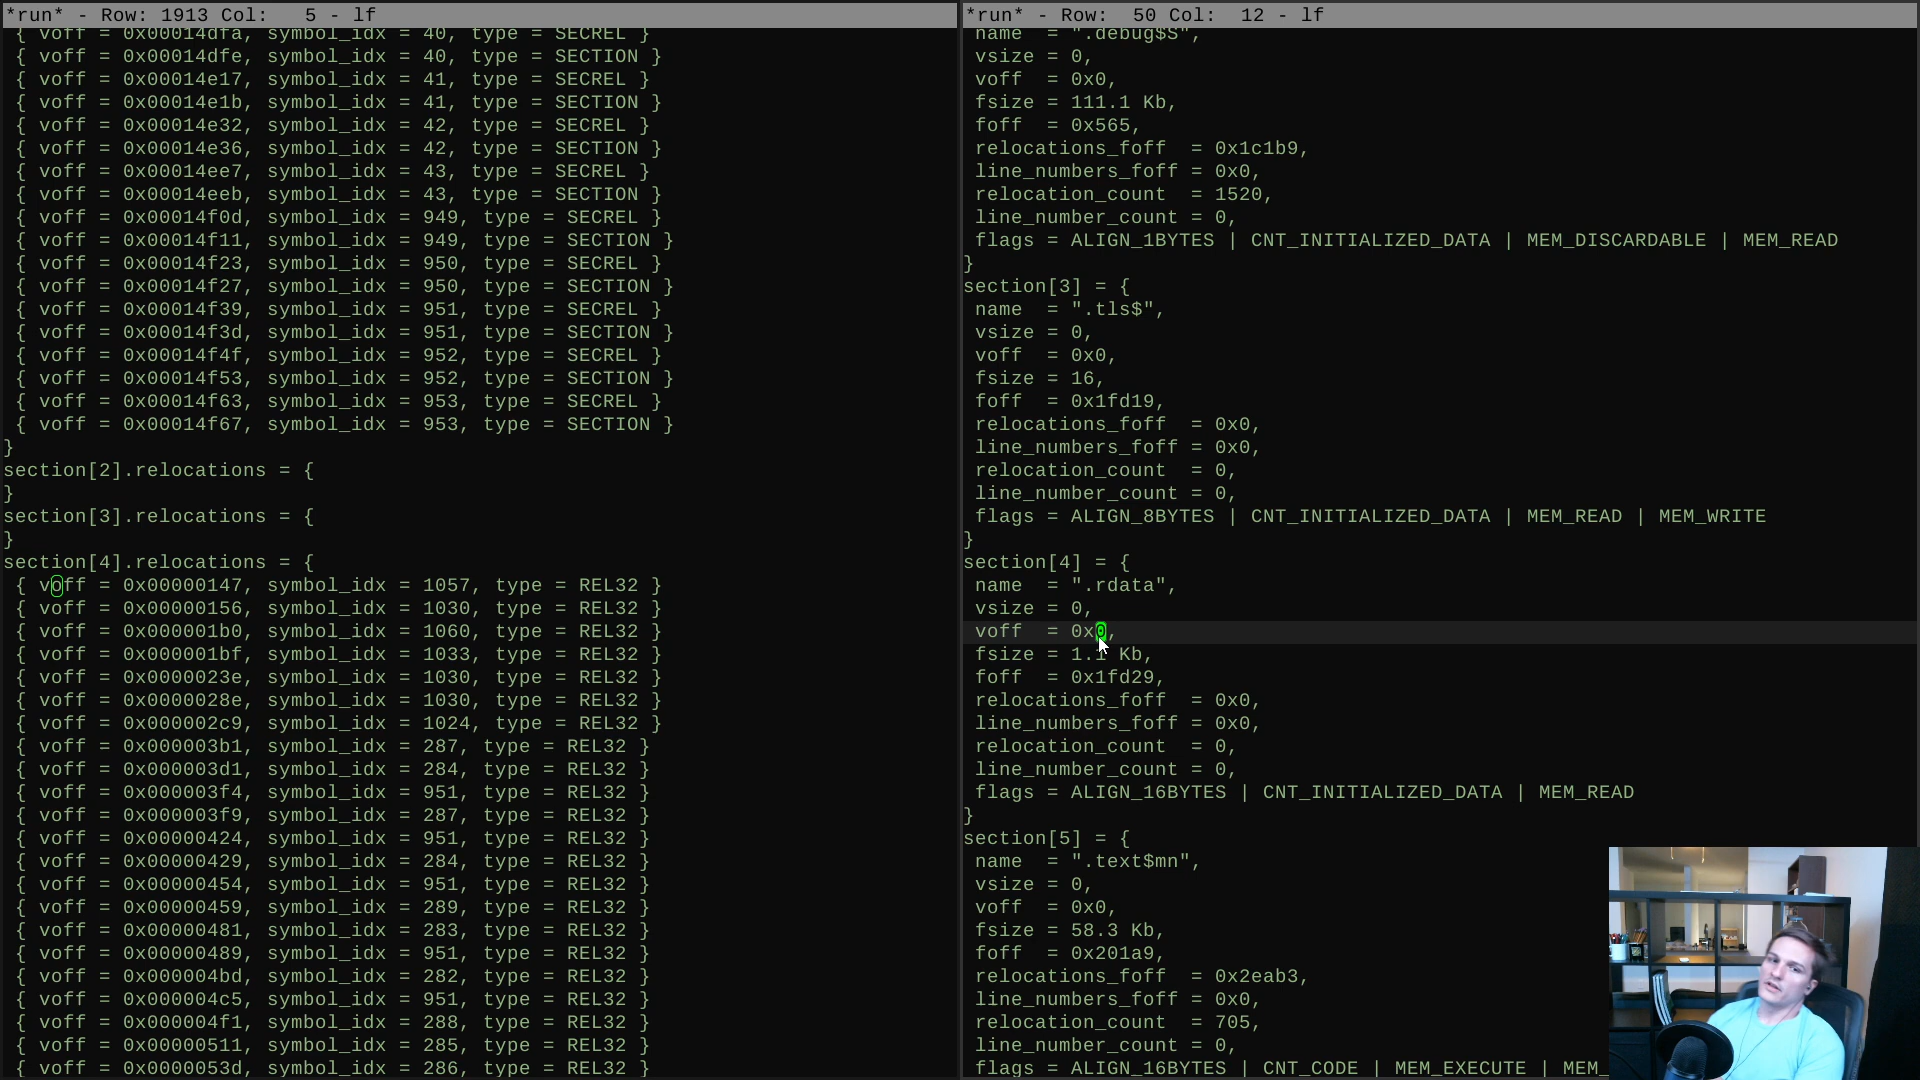 *run* - Row: 1913 Col:   5 - lf
{ voff = 0x00014dfa, symbol_idx = 40, type = SECREL }
{ voff = 0x00014dfe, symbol_idx = 40, type = SECTION }
{ voff = 0x00014e17, symbol_idx = 41, type = SECREL }
{ voff = 0x00014e1b, symbol_idx = 41, type = SECTION }
{ voff = 0x00014e32, symbol_idx = 42, type = SECREL }
{ voff = 0x00014e36, symbol_idx = 42, type = SECTION }
{ voff = 0x00014ee7, symbol_idx = 43, type = SECREL }
{ voff = 0x00014eeb, symbol_idx = 43, type = SECTION }
{ voff = 0x00014f0d, symbol_idx = 949, type = SECREL }
{ voff = 0x00014f11, symbol_idx = 949, type = SECTION }
{ voff = 0x00014f23, symbol_idx = 950, type = SECREL }
{ voff = 0x00014f27, symbol_idx = 950, type = SECTION }
{ voff = 0x00014f39, symbol_idx = 951, type = SECREL }
{ voff = 0x00014f3d, symbol_idx = 951, type = SECTION }
{ voff = 0x00014f4f, symbol_idx = 952, type = SECREL }
{ voff = 0x00014f53, symbol_idx = 952, type = SECTION }
{ voff = 0x00014f63, symbol_idx = 953, type = SECREL }
{ voff = 0x00014f67, symbol_idx = 953, type = SECTION }
}
section[2].relocations = {
}
section[3].relocations = {
}
section[4].relocations = {
{ voff = 0x00000147, symbol_idx = 1057, type = REL32 }
{ voff = 0x00000156, symbol_idx = 1030, type = REL32 }
{ voff = 0x000001b0, symbol_idx = 1060, type = REL32 }
{ voff = 0x000001bf, symbol_idx = 1033, type = REL32 }
{ voff = 0x0000023e, symbol_idx = 1030, type = REL32 }
{ voff = 0x0000028e, symbol_idx = 1030, type = REL32 }
{ voff = 0x000002c9, symbol_idx = 1024, type = REL32 }
{ voff = 0x000003b1, symbol_idx = 287, type = REL32 }
{ voff = 0x000003d1, symbol_idx = 284, type = REL32 }
{ voff = 0x000003f4, symbol_idx = 951, type = REL32 }
{ voff = 0x000003f9, symbol_idx = 287, type = REL32 }
{ voff = 0x00000424, symbol_idx = 951, type = REL32 }
{ voff = 0x00000429, symbol_idx = 284, type = REL32 }
{ voff = 0x00000454, symbol_idx = 951, type = REL32 }
{ voff = 0x00000459, symbol_idx = 289, type = REL32 }
{ voff = 0x00000481, symbol_idx = 283, type = REL32 }
{ voff = 0x00000489, symbol_idx = 951, type = REL32 }
{ voff = 0x000004bd, symbol_idx = 282, type = REL32 }
{ voff = 0x000004c5, symbol_idx = 951, type = REL32 }
{ voff = 0x000004f1, symbol_idx = 288, type = REL32 }
{ voff = 0x00000511, symbol_idx = 285, type = REL32 }
{ voff = 0x0000053d, symbol_idx = 286, type = REL32 }
*run* - Row:  50 Col:  12 - lf
name  = ".debug$S",
vsize = 0,
voff  = 0x0,
fsize = 111.1 Kb,
foff  = 0x565,
relocations_foff  = 0x1c1b9,
line_numbers_foff = 0x0,
relocation_count  = 1520,
line_number_count = 0,
flags = ALIGN_1BYTES | CNT_INITIALIZED_DATA | MEM_DISCARDABLE | MEM_READ
}
section[3] = {
name  = ".tls$",
vsize = 0,
voff  = 0x0,
fsize = 16,
foff  = 0x1fd19,
relocations_foff  = 0x0,
line_numbers_foff = 0x0,
relocation_count  = 0,
line_number_count = 0,
flags = ALIGN_8BYTES | CNT_INITIALIZED_DATA | MEM_READ | MEM_WRITE
}
section[4] = {
name  = ".rdata",
vsize = 0,
voff  = 0x0,
fsize = 1.1 Kb,
foff  = 0x1fd29,
relocations_foff  = 0x0,
line_numbers_foff = 0x0,
relocation_count  = 0,
line_number_count = 0,
flags = ALIGN_16BYTES | CNT_INITIALIZED_DATA | MEM_READ
}
section[5] = {
name  = ".text$mn",
vsize = 0,
voff  = 0x0,
fsize = 58.3 Kb,
foff  = 0x201a9,
relocations_foff  = 0x2eab3,
line_numbers_foff = 0x0,
relocation_count  = 705,
line_number_count = 0,
flags = ALIGN_16BYTES | CNT_CODE | MEM_EXECUTE | MEM_